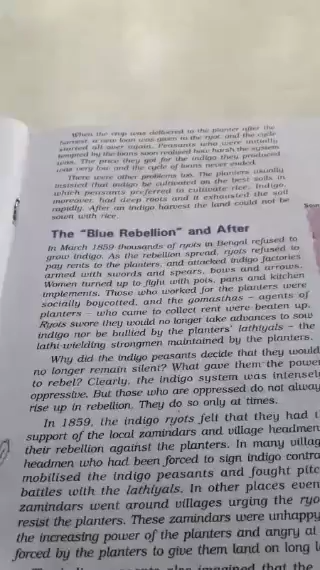 When the crop was delivered to the planter after the
harvest, a new loan was given to the ryot, and the cycle
started all over again. Peasants who were initially
tempted by the loans soon realised how harsh the system
was. The price they got for the indigo they produced
was very low and the cycle of loans never ended.
There were other problems too. The planters usually
insisted that indigo be cultivated on the best soils in
which peasants preferred to cultivate rice. Indigo,
moreover, had deep roots and it exhausted the soil
rapidly. After an indigo harvest the land could not be
sown with rice.
The "Blue Rebellion" and After
In March 1859 thousands of ryots in Bengal refused to
grow indigo. As the rebellion spread, ryots refused to
pay rents to the planters, and attacked indigo factories
armed with swords and spears, bows and arrows.
Women turned up to fight with pots, pans and kitchen
implements. Those who worked for the planters were
socially boycotted, and the gomasthas – agents of
planters – who came to collect rent were beaten up.
Ryots swore they would no longer take advances to sow
indigo nor be bullied by the planters' lathiyals – the
lathi-wielding strongmen maintained by the planters.
Why did the indigo peasants decide that they would
no longer remain silent? What gave them the power
to rebel? Clearly, the indigo system was intensel
oppressive. But those who are oppressed do not alway
rise up in rebellion. They do so only at times.
In 1859, the indigo ryots felt that they had t
support of the local zamindars and village headmen
their rebellion against the planters. In many villag
headmen who had been forced to sign indigo contra
mobilised the indigo peasants and fought pitc
battles with the lathiyals. In other places even
zamindars went around villages urging the ryo
resist the planters. These zamindars were unhappy
the increasing power of the planters and angry at
forced by the planters to give them land on long l
also imagined that the